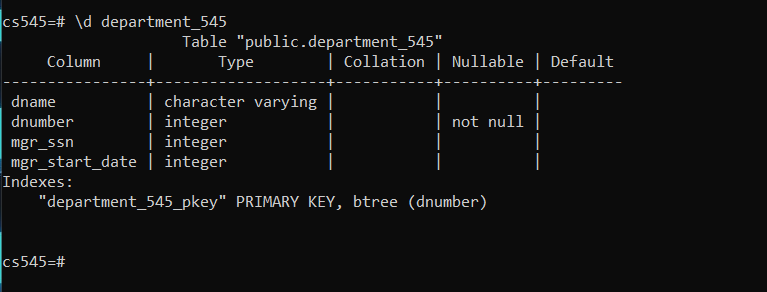 cs545=# \d department_545
                        Table "public.department_545"
     Column     |       Type        | Collation | Nullable | Default
----------------+-------------------+-----------+----------+---------
 dname          | character varying |           |          |
 dnumber        | integer           |           | not null |
 mgr_ssn        | integer           |           |          |
 mgr_start_date | integer           |           |          |
Indexes:
    "department_545_pkey" PRIMARY KEY, btree (dnumber)
cs545=#